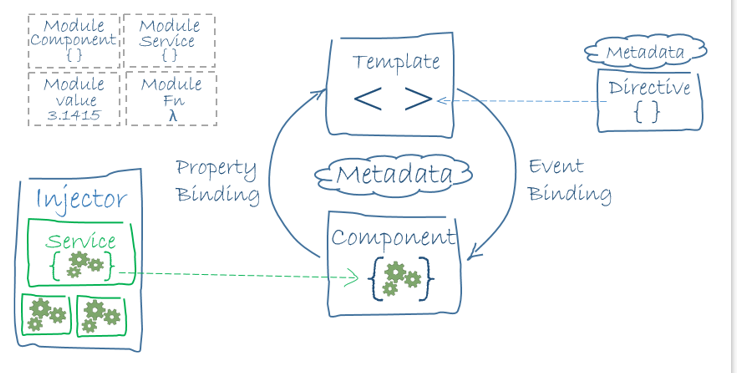 Module
Component
{ }
Module
Service
{ }
Module
value
3.1415
Module
Fn
λ
Template
< >
Metadata
Directive
{ }
Property
Binding
Metadata
Event
Binding
Injector
Service
{ }
Component
{ }